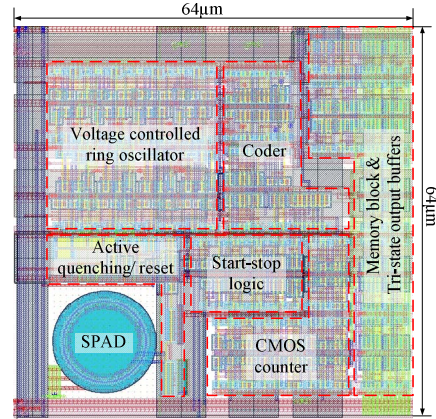 64μm
Voltage controlled
ring oscillator
Coder
Memory block &
Tri-state output buffers
64μm
Active
quenching/ reset
Start-stop
logic
SPAD
CMOS
counter